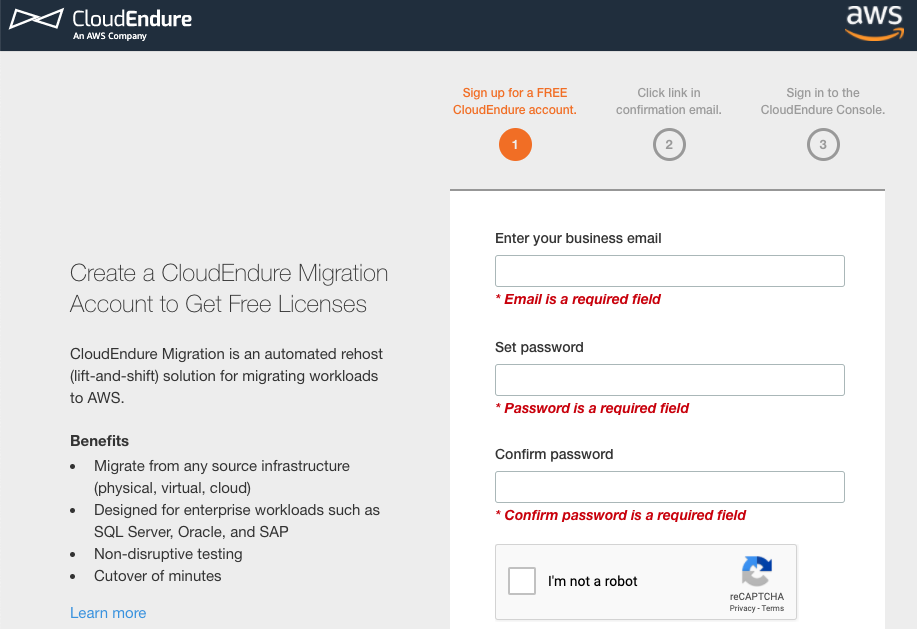 CloudEndure
An AWS Company
aws
Sign up for a FREE
CloudEndure account.
1
Click link in
confirmation email.
2
Sign in to the
CloudEndure Console.
3
Create a CloudEndure Migration
Account to Get Free Licenses
CloudEndure Migration is an automated rehost
(lift-and-shift) solution for migrating workloads
to AWS.
Benefits
• Migrate from any source infrastructure
(physical, virtual, cloud)
• Designed for enterprise workloads such as
SQL Server, Oracle, and SAP
• Non-disruptive testing
• Cutover of minutes
Learn more
Enter your business email
* Email is a required field
Set password
* Password is a required field
Confirm password
* Confirm password is a required field
I'm not a robot
reCAPTCHA
Privacy - Terms